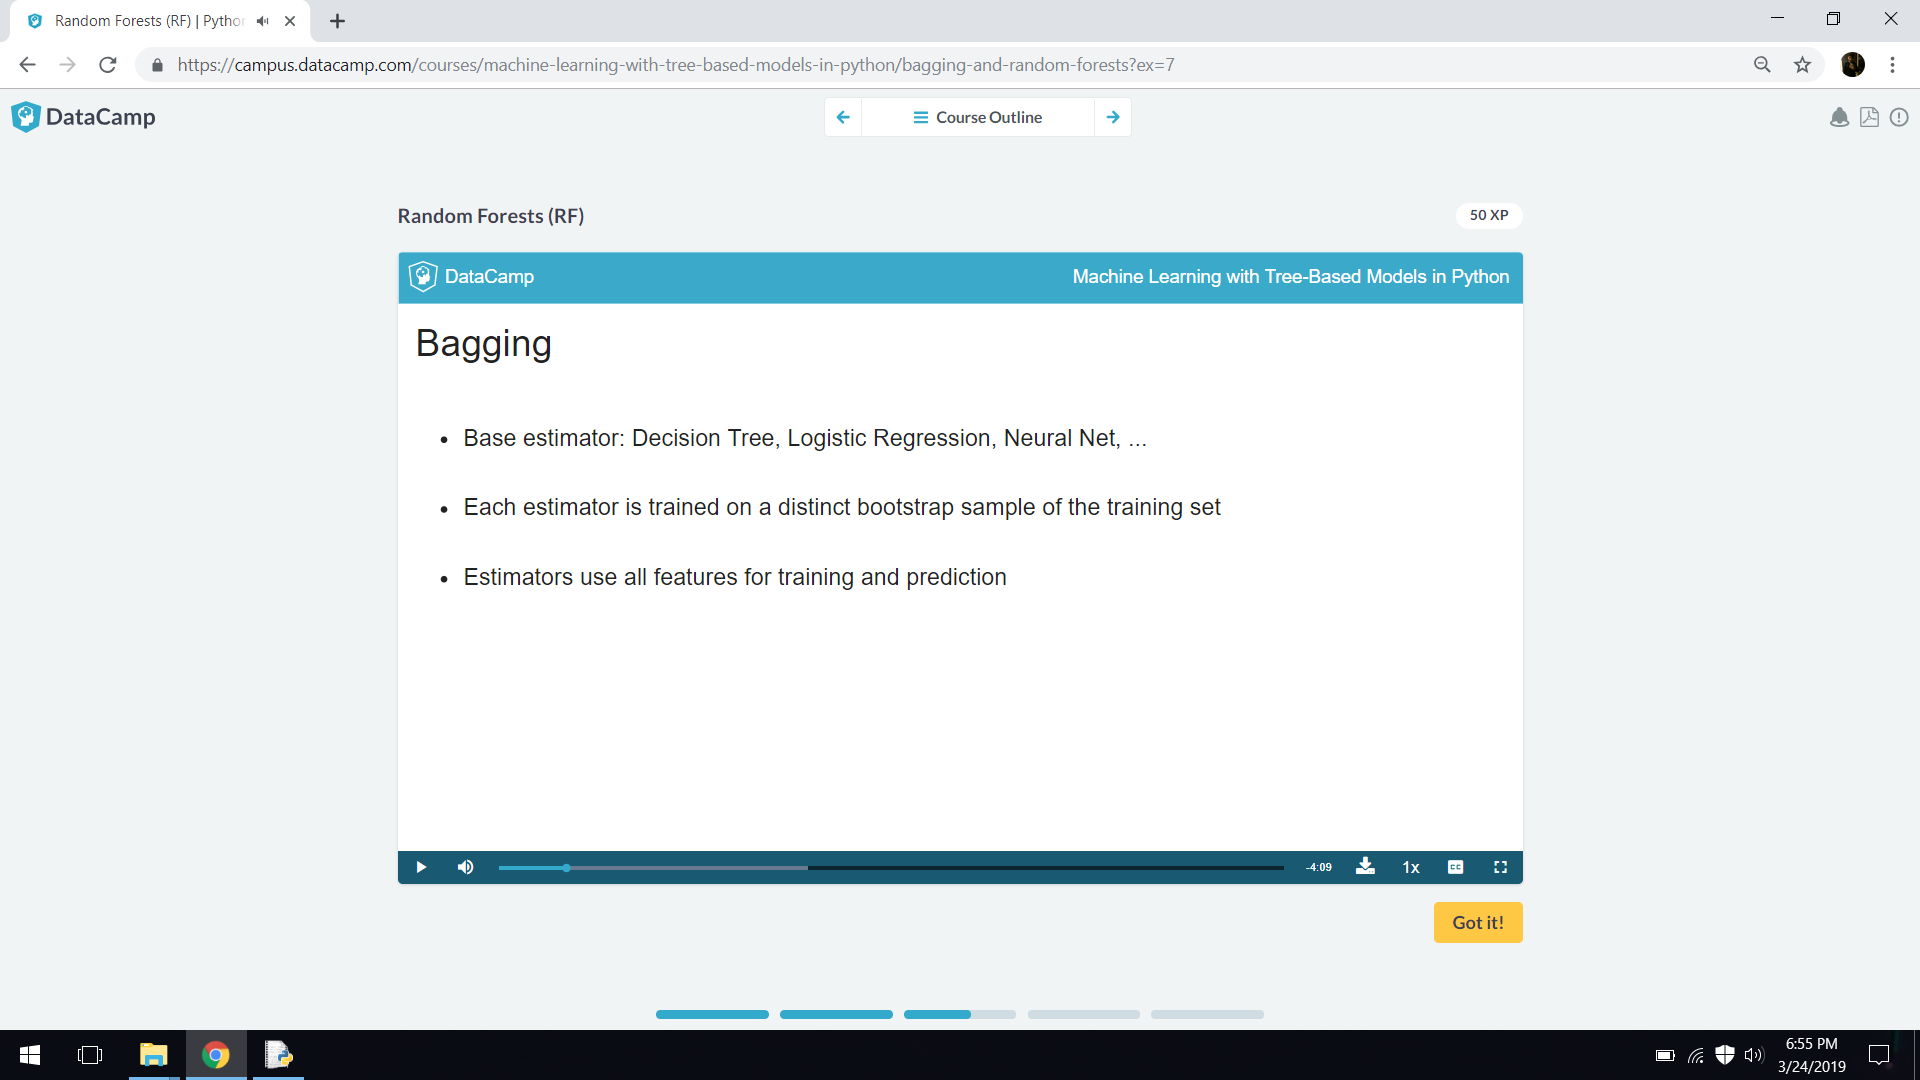 Random Forests (RF) | Pytho
https://campus.datacamp.com/courses/machine-learning-with-tree-based-models-in-python/bagging-and-random-forests?ex=7
DataCamp
Course Outline
Random Forests (RF)
50 XP
DataCamp
Machine Learning with Tree-Based Models in Python
Bagging
• Base estimator: Decision Tree, Logistic Regression, Neural Net, ...
• Each estimator is trained on a distinct bootstrap sample of the training set
• Estimators use all features for training and prediction
-4:09
1x
CC
Got it!
6:55 PM
3/24/2019